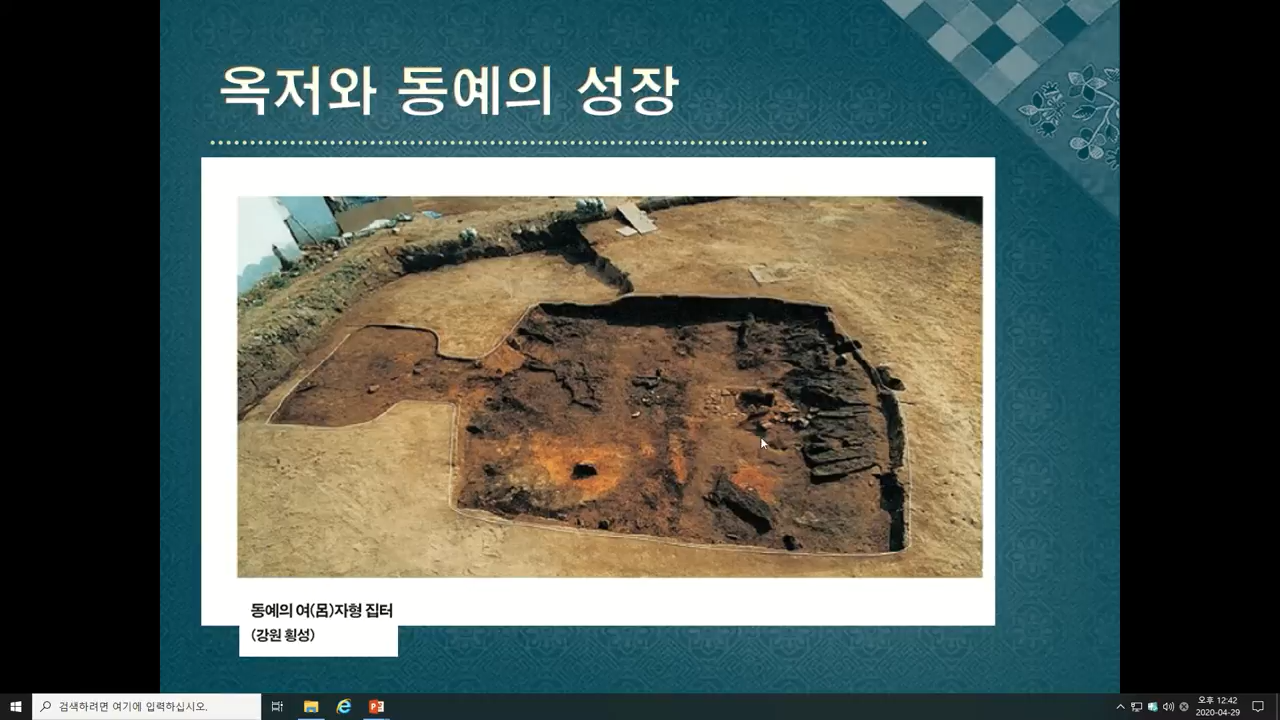 옥저와 동예의 성장
동예의 여(呂)자형 집터
(강원 횡성)
검색하려면 여기에 입력하십시오.
오후 12:42
2020-04-29